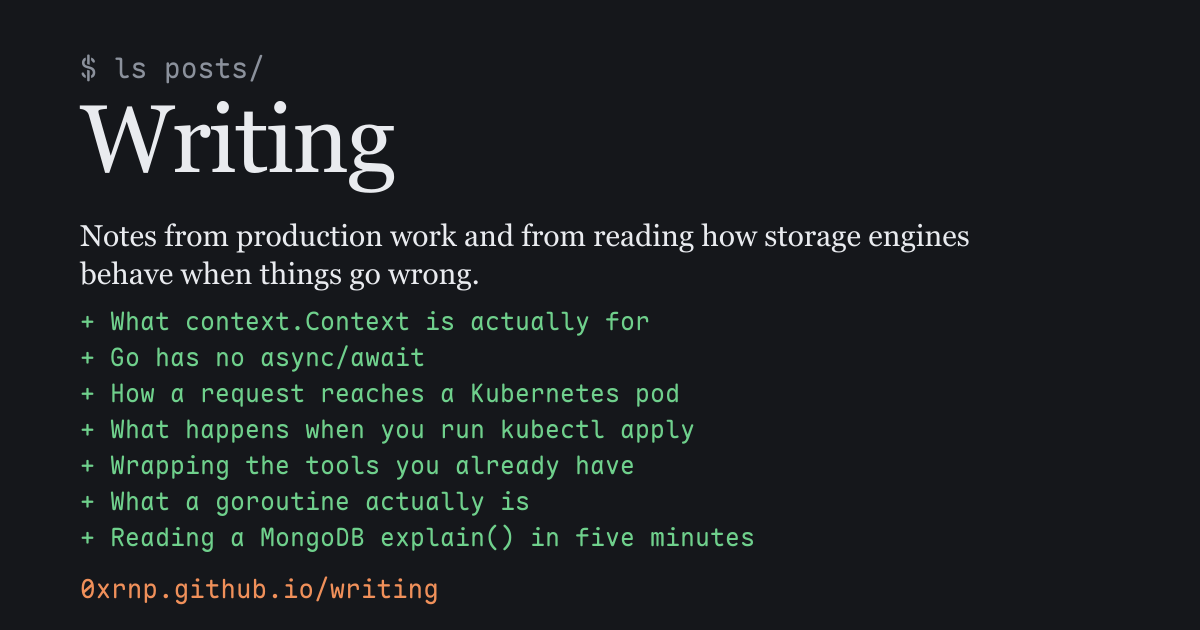 $ ls posts/
Writing
Notes from production work and from reading how storage engines
behave when things go wrong.
+ What context.Context is actually for
+ Go has no async/await
+ How a request reaches a Kubernetes pod
+ What happens when you run kubectl apply
+ Wrapping the tools you already have
+ What a goroutine actually is
+ Reading a MongoDB explain() in five minutes
0xrnp.github.io/writing